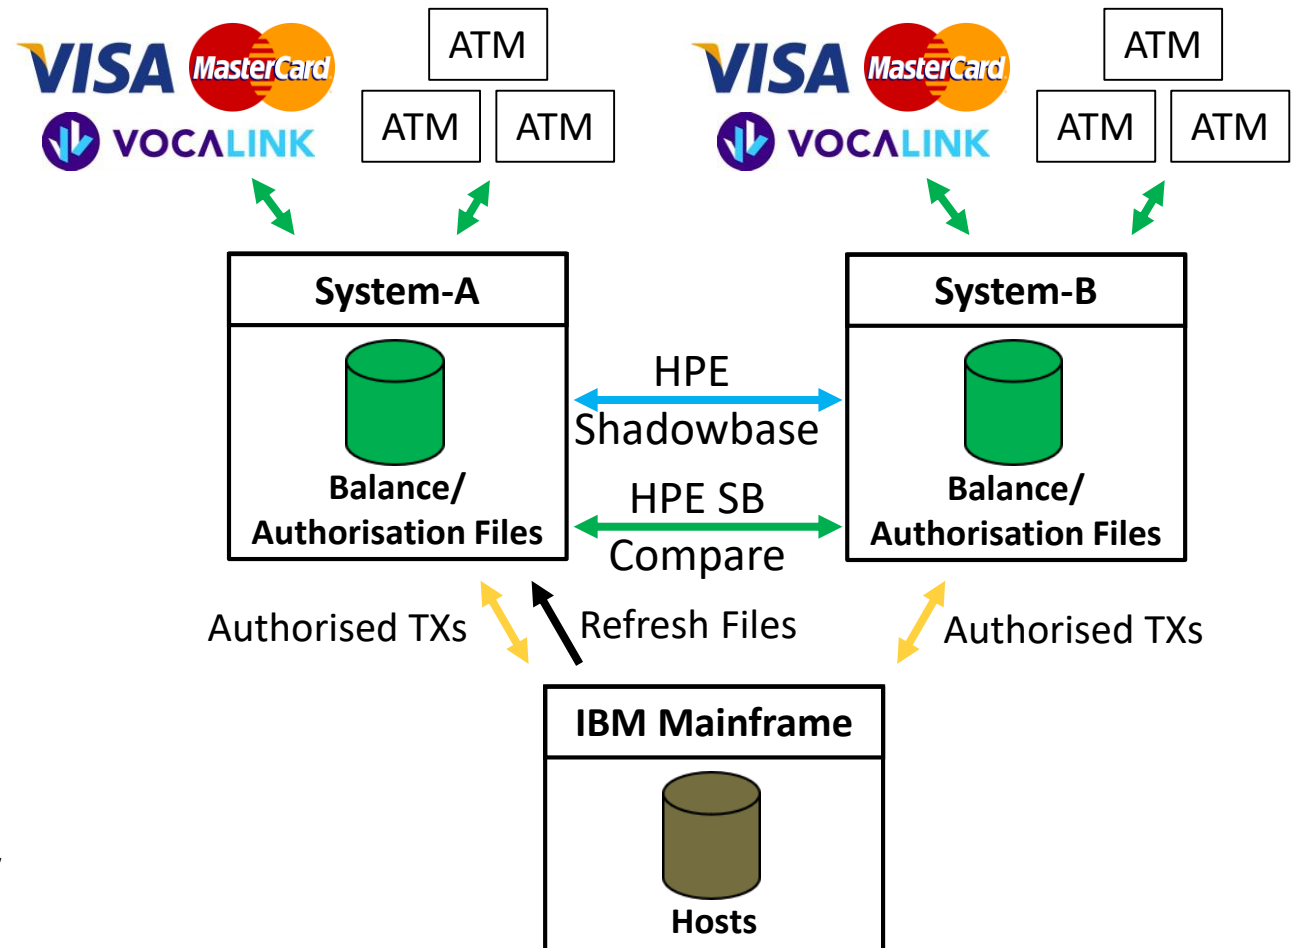 VISA MasterCard
VOCALINK
ATM
ATM ATM
VISA MasterCard
VOCALINK
ATM
ATM ATM
System-A
Balance/
Authorisation Files
HPE
Shadowbase
HPE SB
Compare
System-B
Balance/
Authorisation Files
Authorised TXs
Refresh Files
Authorised TXs
IBM Mainframe
Hosts